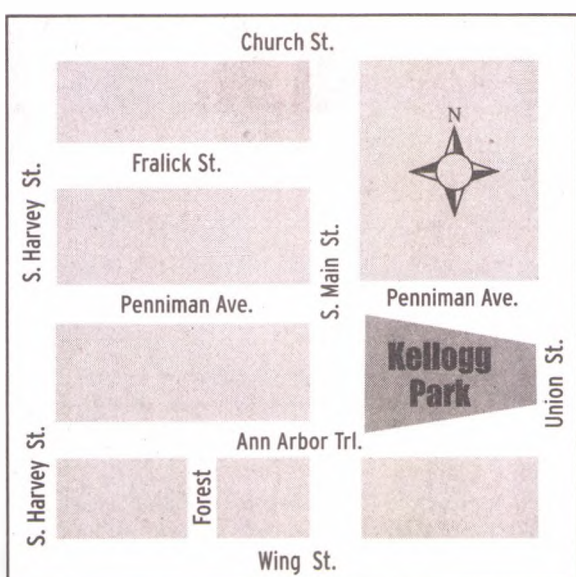 Church St.
N
Fralick St.
S. Harvey St.
S. Main St.
Penniman Ave.
Penniman Ave.
Kellogg
Park
Union St.
Ann Arbor Trl.
S. Harvey St.
Forest
Wing St.